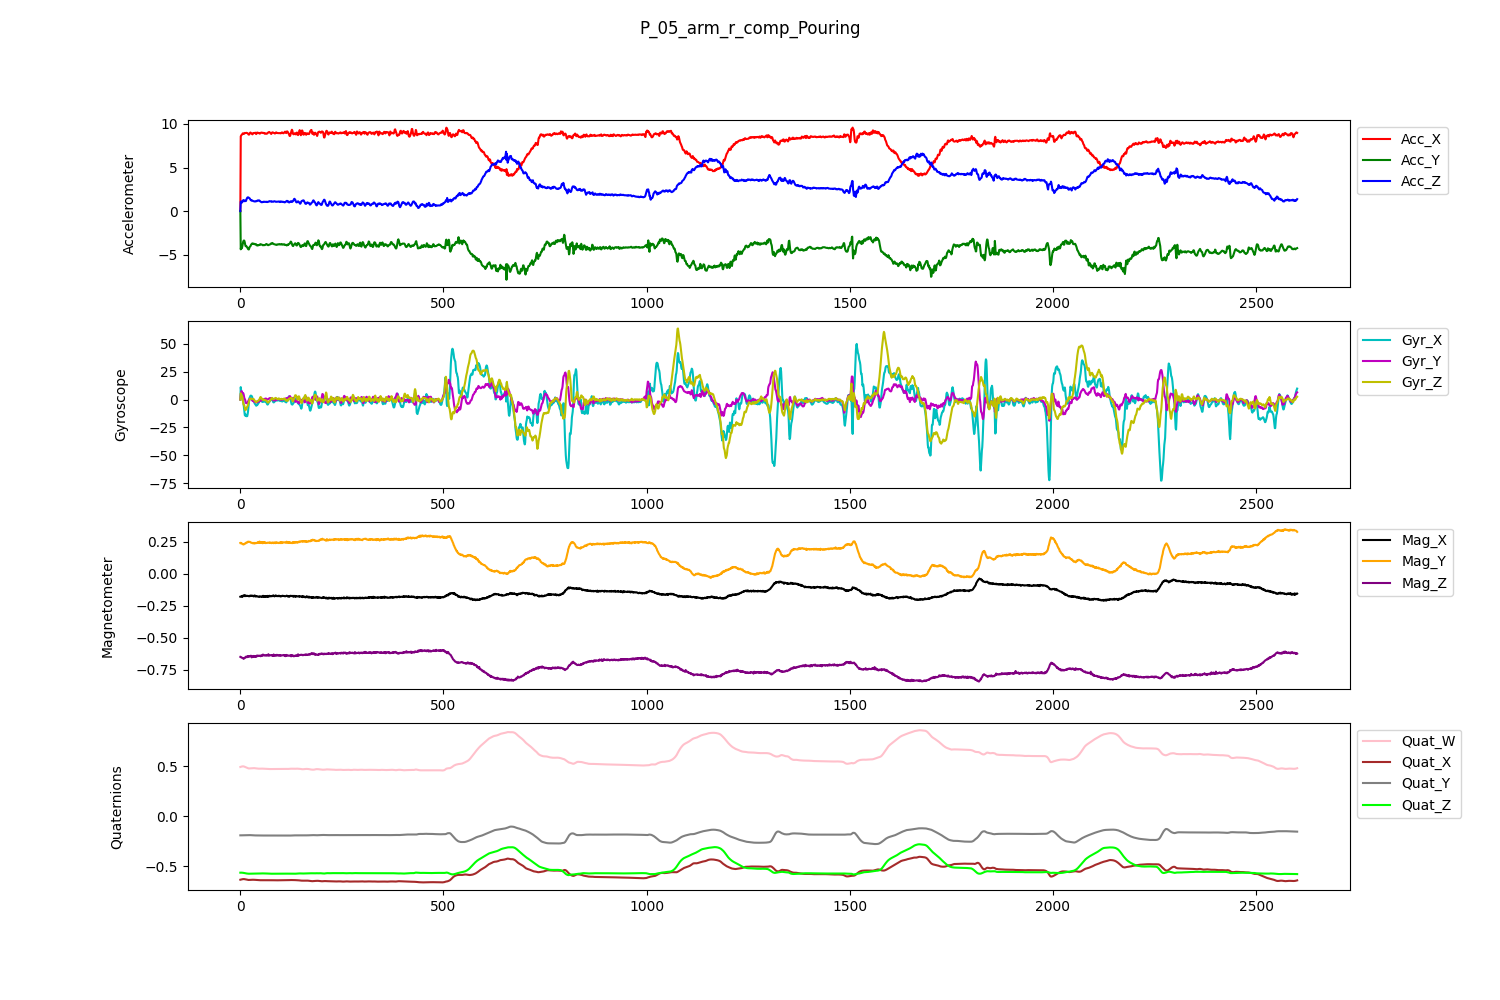 P_05_arm_r_comp_Pouring
Accelerometer
10
5
0
−5
0 500 1000 1500 2000 2500
Acc_X
Acc_Y
Acc_Z
Gyroscope
50
25
0
−25
−50
−75
0 500 1000 1500 2000 2500
Gyr_X
Gyr_Y
Gyr_Z
Magnetometer
0.25
0.00
−0.25
−0.50
−0.75
0 500 1000 1500 2000 2500
Mag_X
Mag_Y
Mag_Z
Quaternions
0.5
0.0
−0.5
0 500 1000 1500 2000 2500
Quat_W
Quat_X
Quat_Y
Quat_Z